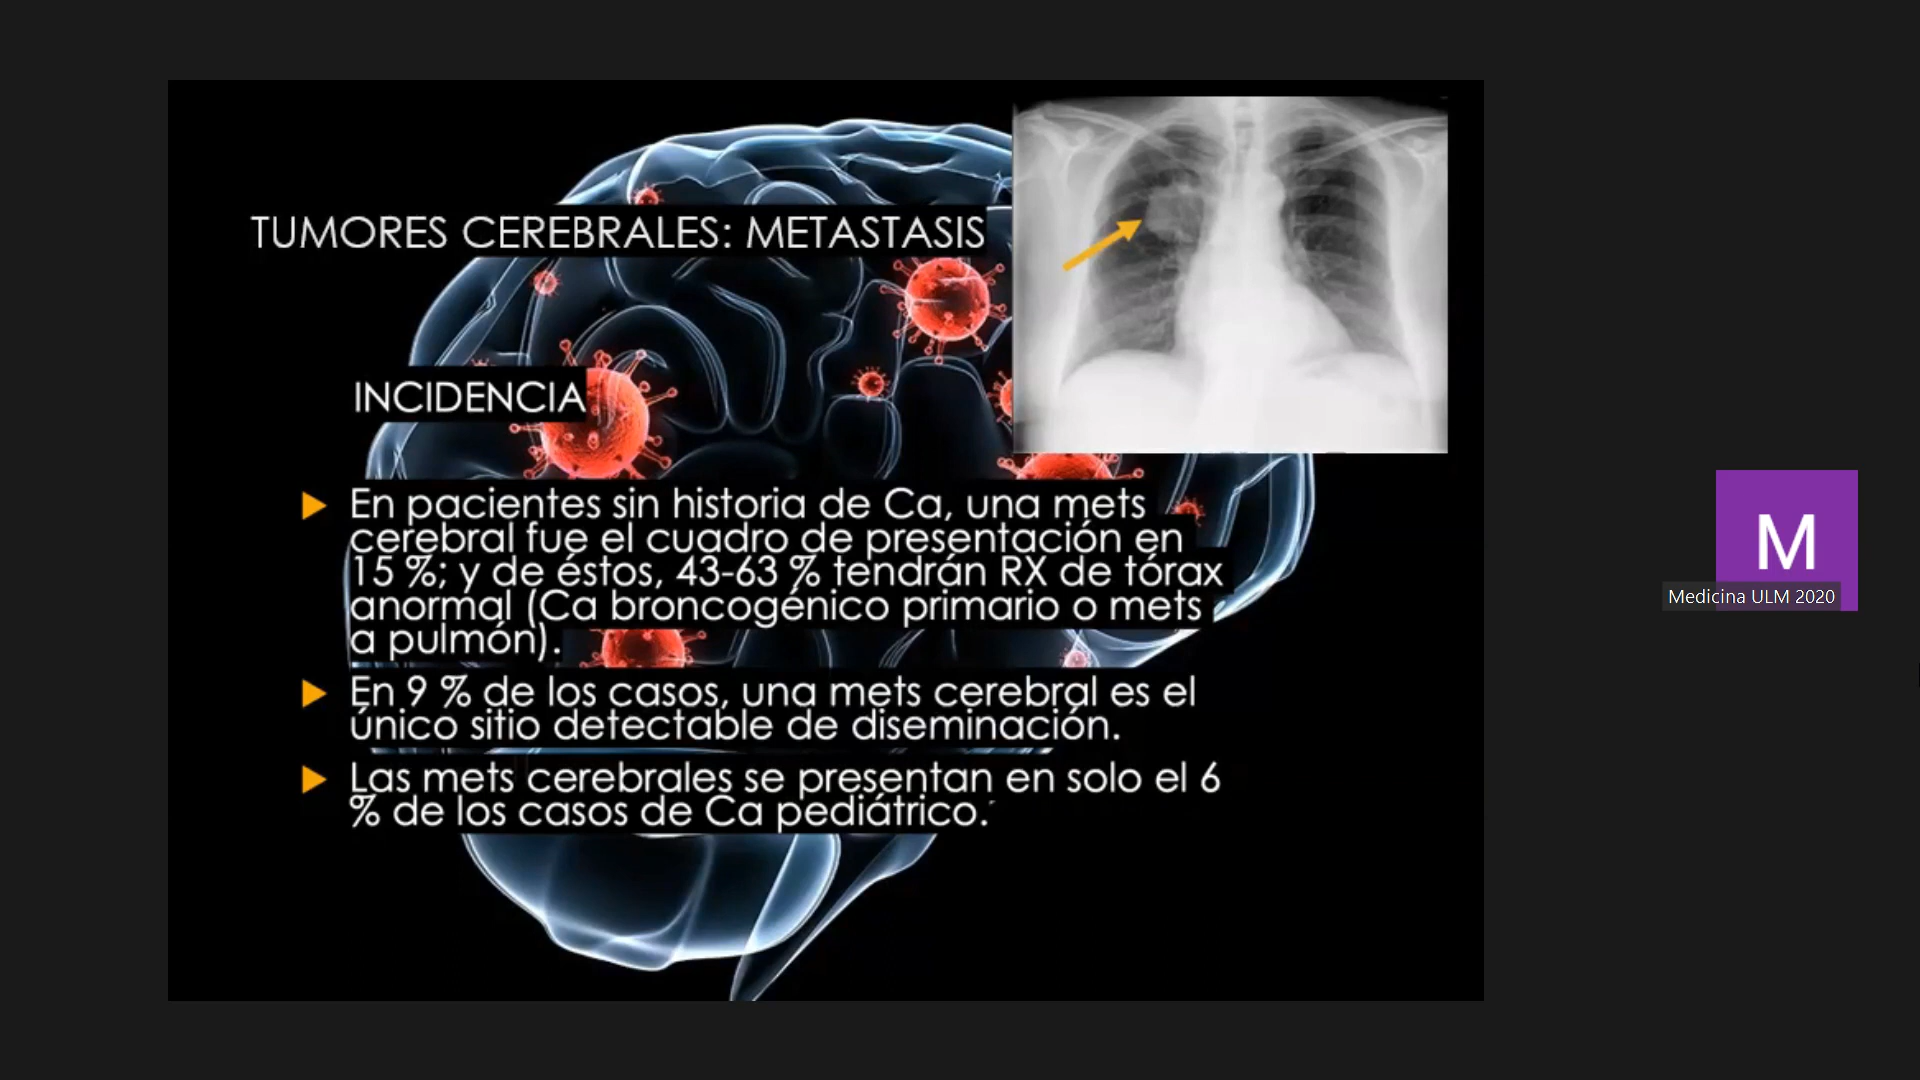 TUMORES CEREBRALES: METASTASIS
INCIDENCIA
En pacientes sin historia de Ca, una mets
cerebral fue el cuadro de presentación en
15 %; y de éstos, 43-63 % tendrán RX de tórax
anormal (Ca broncogénico primario o mets
a pulmón).
En 9 % de los casos, una mets cerebral es el
único sitio detectable de diseminación.
Las mets cerebrales se presentan en solo el 6
% de los casos de Ca pediátrico.
M
Medicina ULM 2020